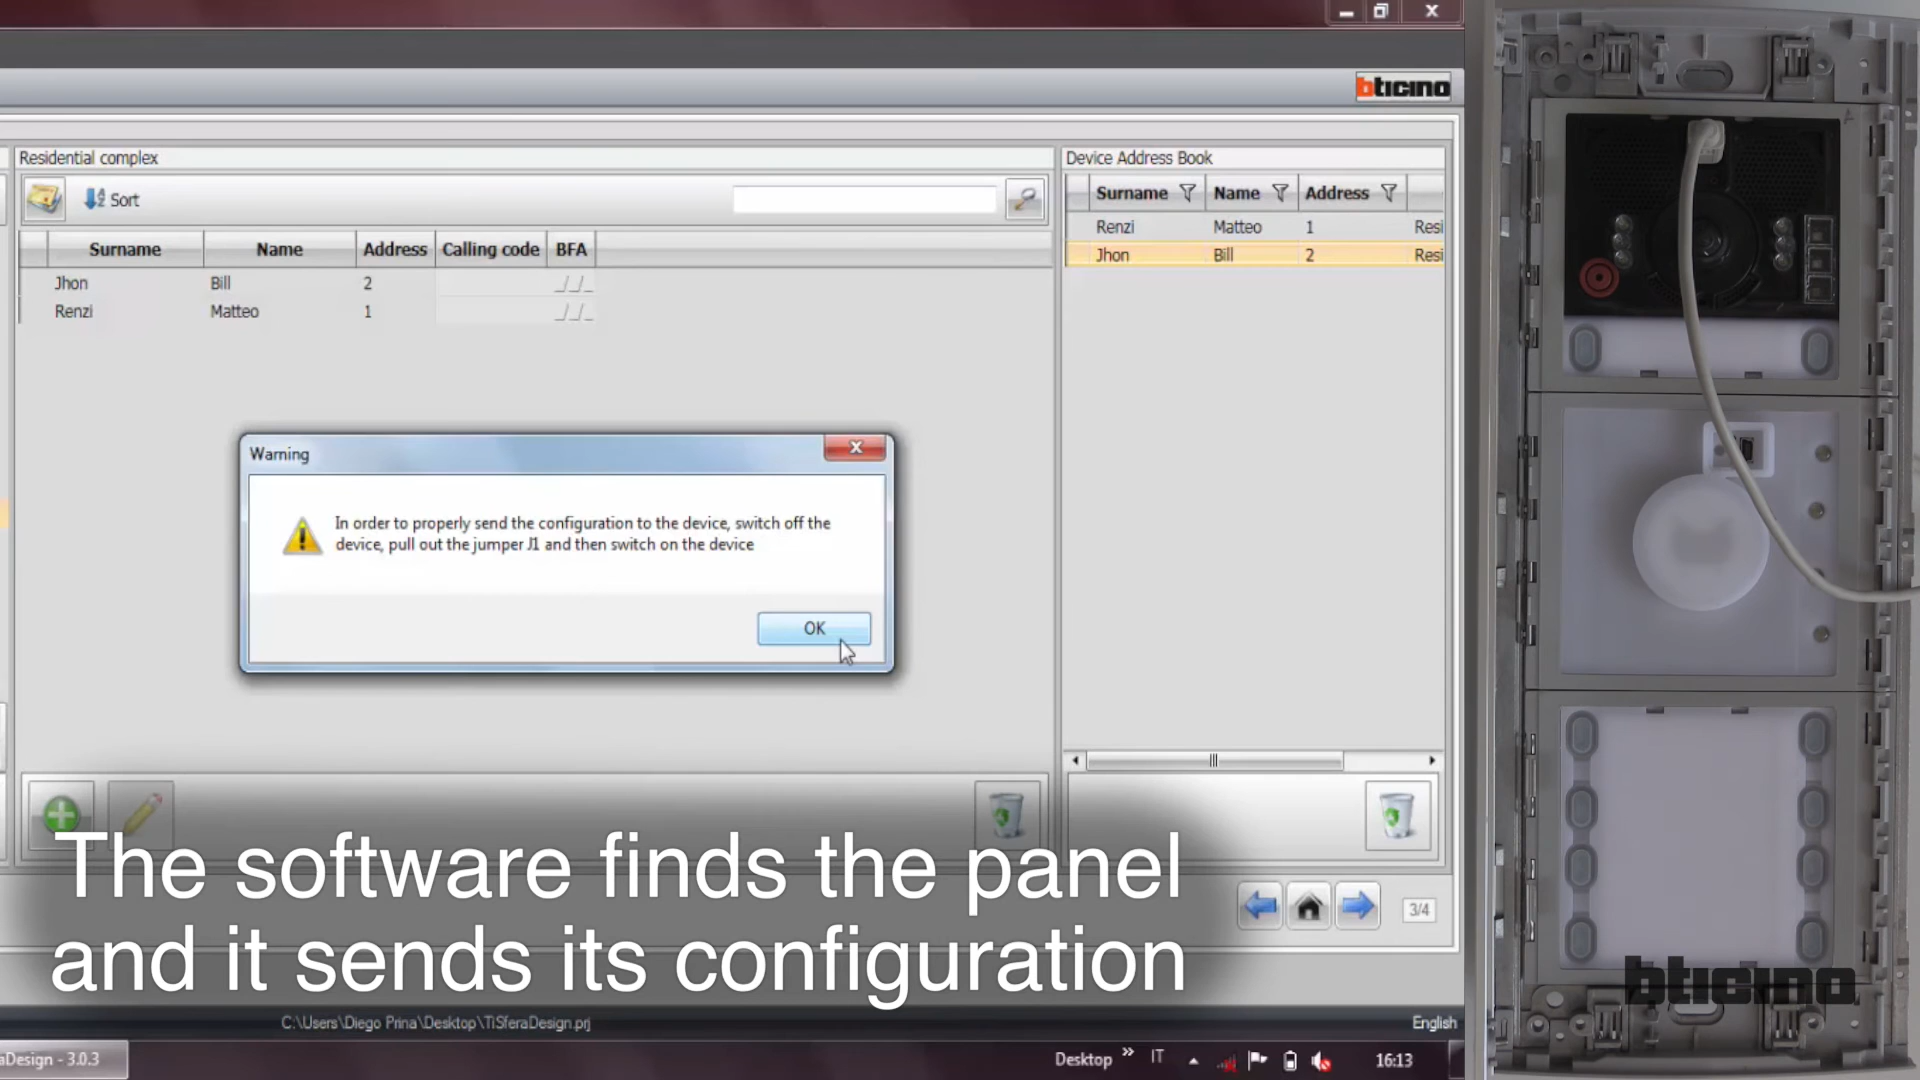 bticino
Residential complex
Device Address Book
Sort
Surname Name Address
Renzi Matteo 1 Resi
Jhon Bill 2 Resi
Surname Name Address Calling code BFA
Jhon Bill 2 _/_/_
Renzi Matteo 1 _/_/_
Warning
In order to properly send the configuration to the device, switch off the
device, pull out the jumper J1 and then switch on the device
OK
The software finds the panel
and it sends its configuration
3/4
bticino
C:\Users\Diego Prina\Desktop\TiSferaDesign.prj English
aDesign - 3.0.3 Desktop » IT 16:13